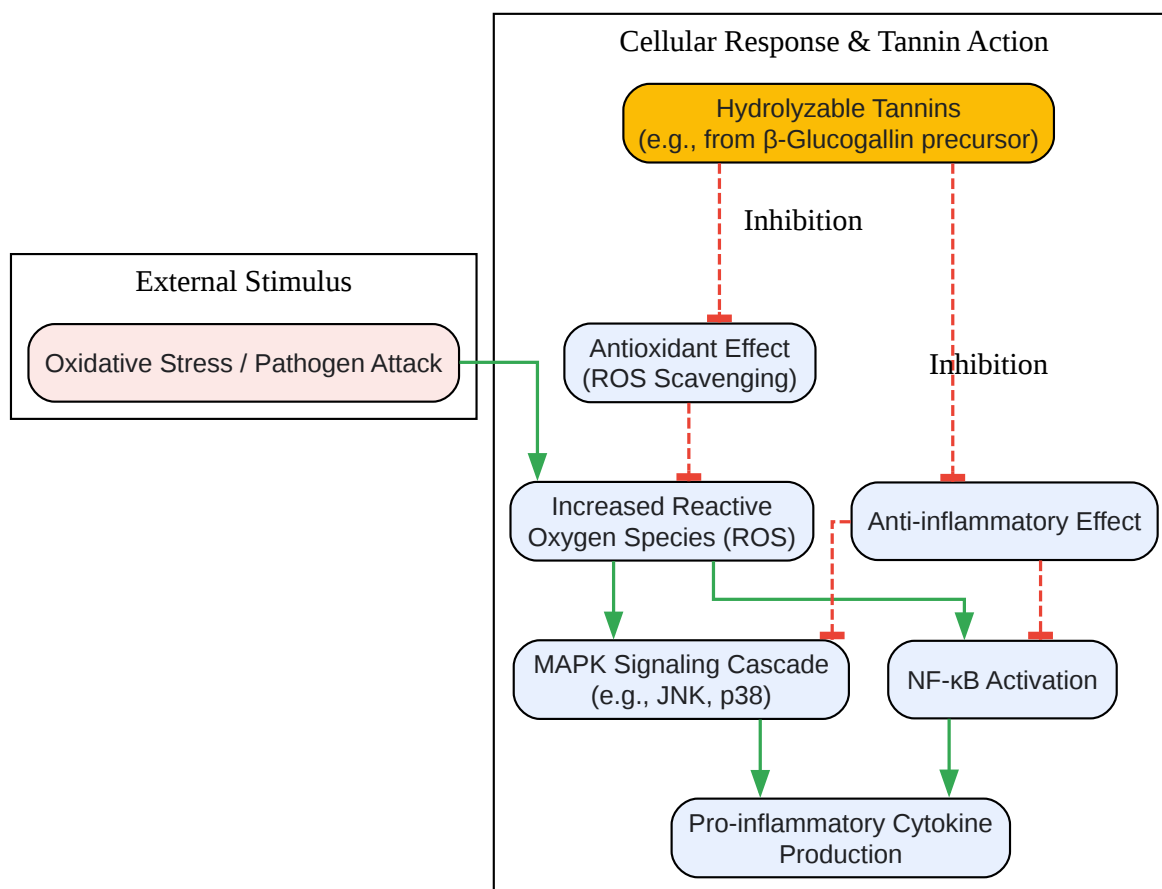 Cellular Response & Tannin Action
Hydrolyzable Tannins
(e.g., from β-Glucogallin precursor)
Inhibition
External Stimulus
Oxidative Stress / Pathogen Attack
Antioxidant Effect
(ROS Scavenging)
Inhibition
Increased Reactive
Oxygen Species (ROS)
Anti-inflammatory Effect
MAPK Signaling Cascade
(e.g., JNK, p38)
NF-κB Activation
Pro-inflammatory Cytokine
Production